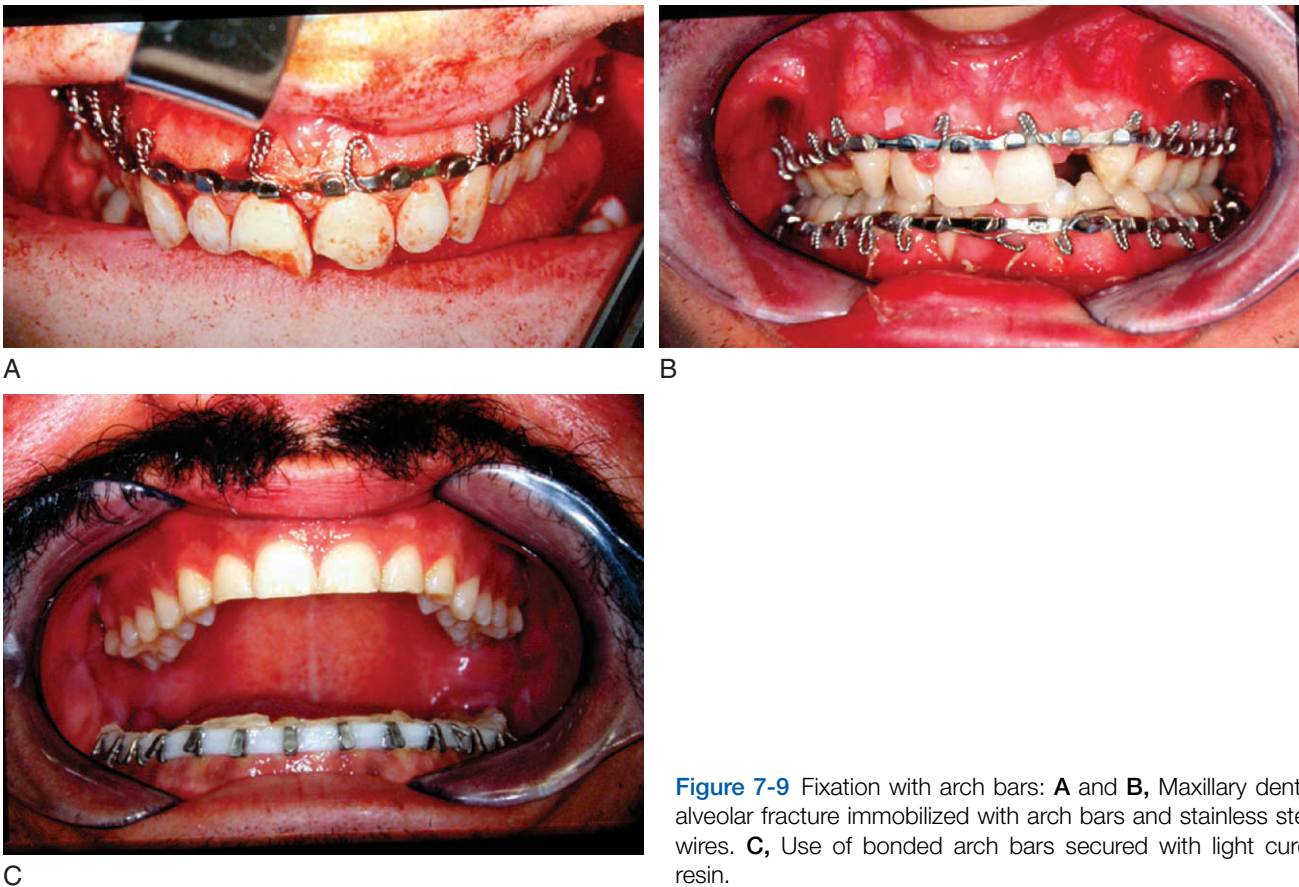 A
B
C
Figure 7-9 Fixation with arch bars: A and B, Maxillary dent
alveolar fracture immobilized with arch bars and stainless ste
wires. C, Use of bonded arch bars secured with light cur
resin.